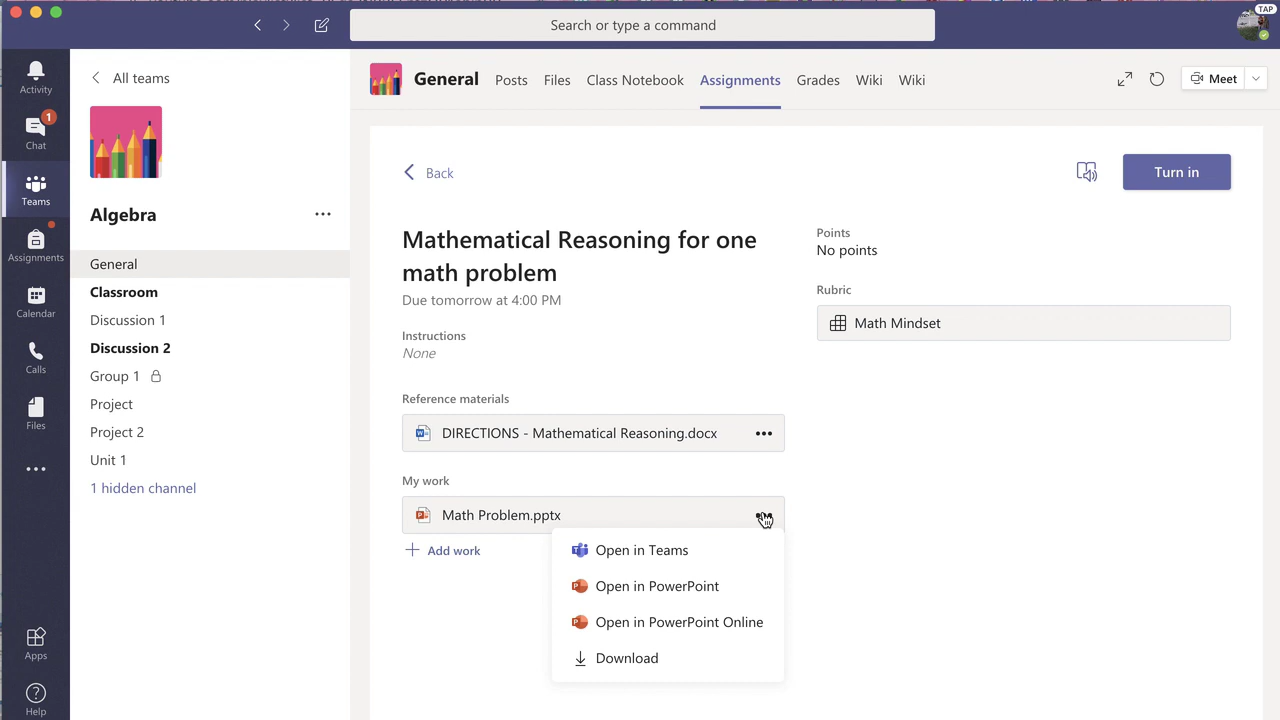 Search or type a command
TAP
Activity
1
Chat
Teams
Assignments
Calendar
Calls
Files
Apps
Help
All teams
Algebra
General
Classroom
Discussion 1
Discussion 2
Group 1
Project
Project 2
Unit 1
1 hidden channel
General Posts Files Class Notebook Assignments Grades Wiki Wiki
Meet
Back
Turn in
Mathematical Reasoning for one
math problem
Due tomorrow at 4:00 PM
Instructions
None
Reference materials
DIRECTIONS - Mathematical Reasoning.docx
My work
Math Problem.pptx
Add work
Open in Teams
Open in PowerPoint
Open in PowerPoint Online
Download
Points
No points
Rubric
Math Mindset